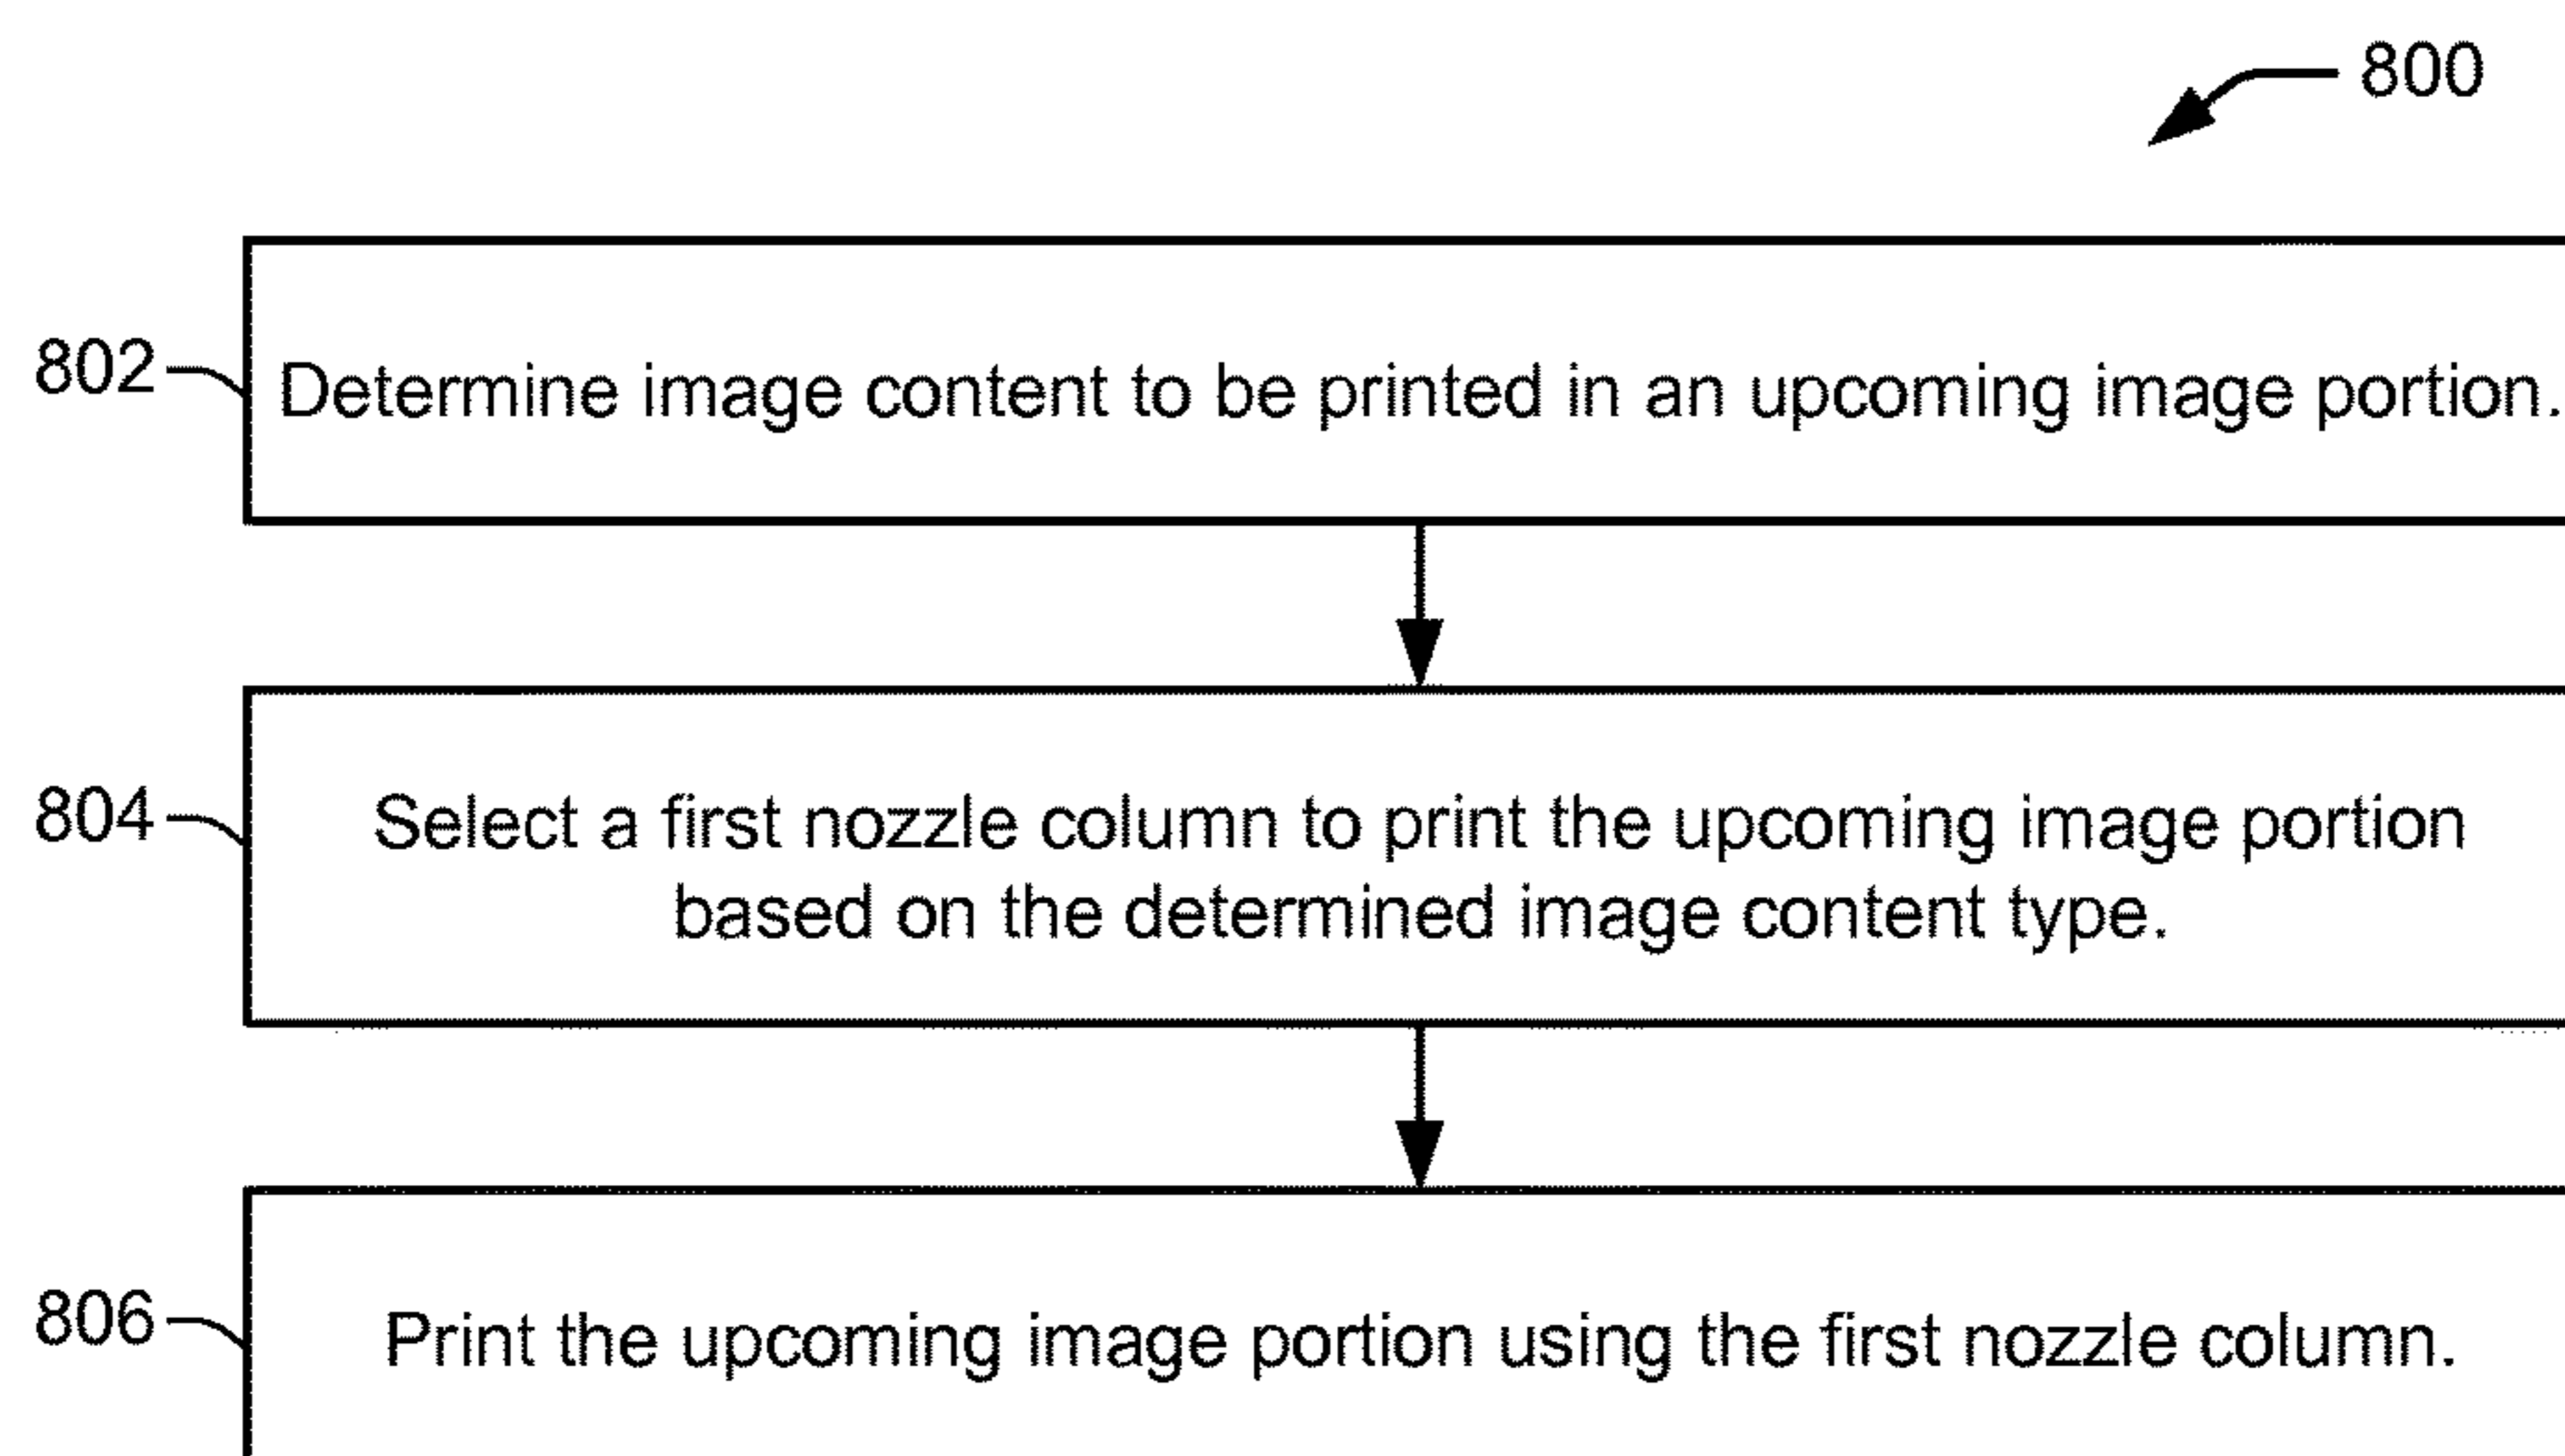 800
802 Determine image content to be printed in an upcoming image portion.
804 Select a first nozzle column to print the upcoming image portion
based on the determined image content type.
806 Print the upcoming image portion using the first nozzle column.